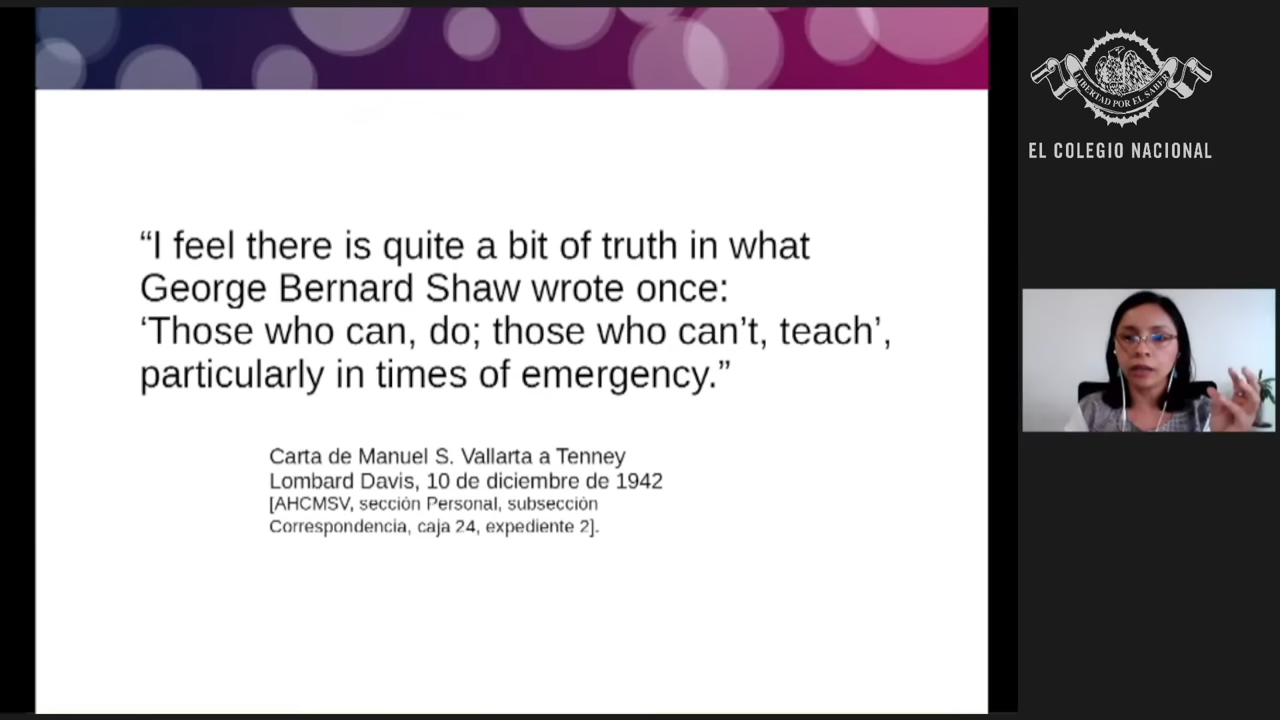 “I feel there is quite a bit of truth in what
George Bernard Shaw wrote once:
‘Those who can, do; those who can’t, teach’,
particularly in times of emergency.”
Carta de Manuel S. Vallarta a Tenney
Lombard Davis, 10 de diciembre de 1942
[AHCMSV, sección Personal, subsección
Correspondencia, caja 24, expediente 2].
LIBERTAD POR EL SABER
EL COLEGIO NACIONAL